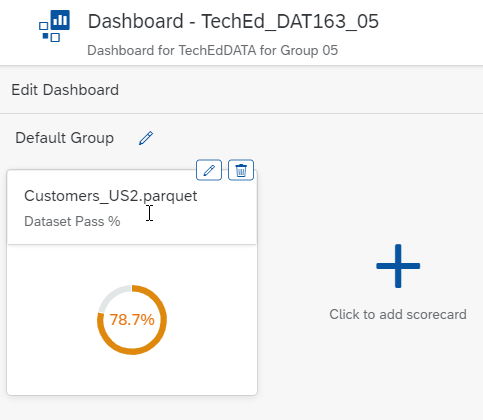 Dashboard - TechEd_DAT163_05
Dashboard for TechEdDATA for Group 05
Edit Dashboard
Default Group
Customers_US2.parquet
Dataset Pass %
78.7%
Click to add scorecard